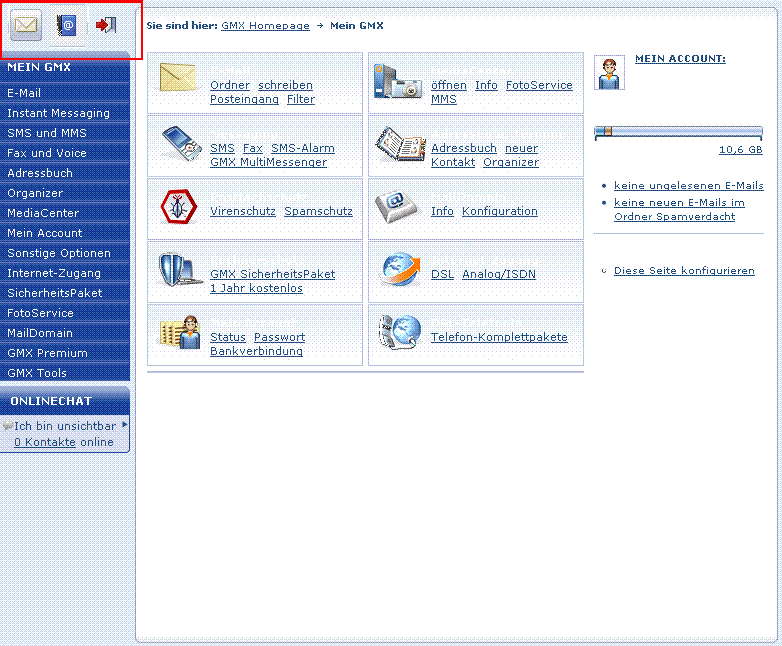 Sie sind hier: GMX Homepage → Mein GMX
MEIN GMX
E-Mail
Instant Messaging
SMS und MMS
Fax und Voice
Adressbuch
Organizer
MediaCenter
Mein Account
Sonstige Optionen
Internet-Zugang
SicherheitsPaket
FotoService
MailDomain
GMX Premium
GMX Tools
ONLINECHAT
Ich bin unsichtbar
0 Kontakte online
Ordner schreiben
Posteingang Filter
öffnen Info FotoService
MMS
SMS Fax SMS-Alarm
GMX MultiMessenger
Adressbuch neuer
Kontakt Organizer
Virenschutz Spamschutz
Info Konfiguration
GMX SicherheitsPaket
1 Jahr kostenlos
DSL Analog/ISDN
Status Passwort
Bankverbindung
Telefon-Komplettpakete
MEIN ACCOUNT:
10,6 GB
keine ungelesenen E-Mails
keine neuen E-Mails im
Ordner Spamverdacht
Diese Seite konfigurieren